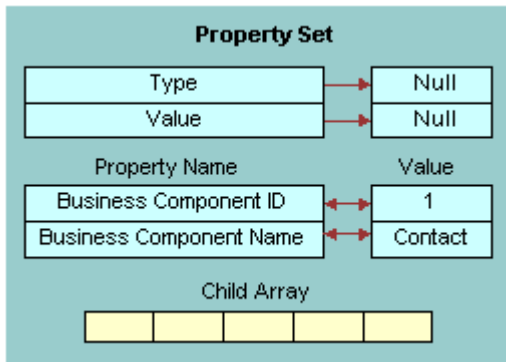 Property Set
Type Null
Value Null
Property Name Value
Business Component ID 1
Business Component Name Contact
Child Array